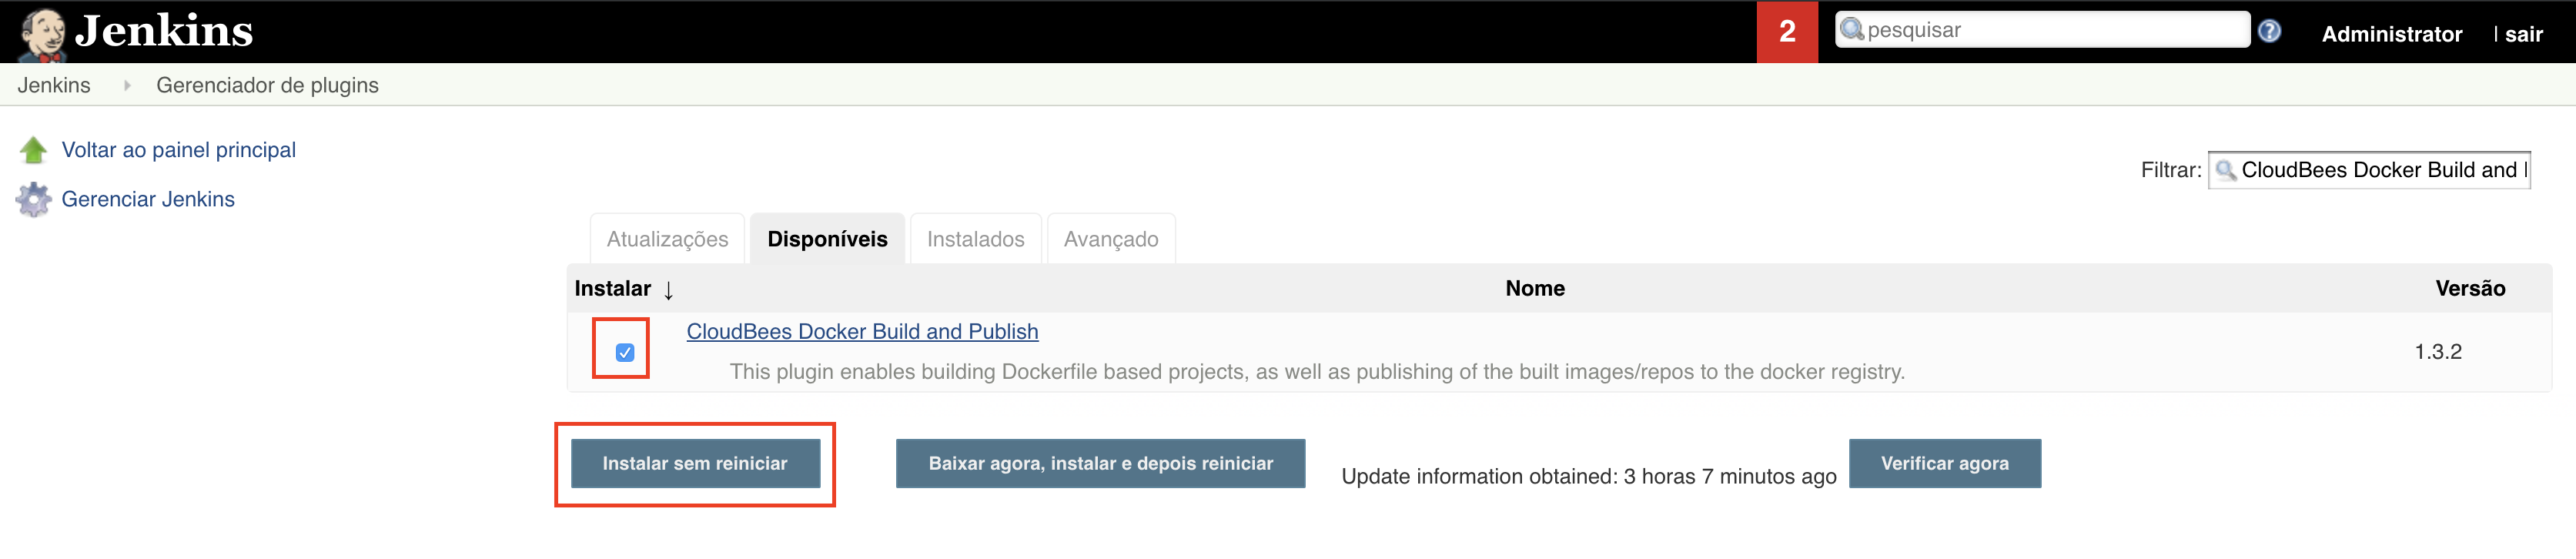 Jenkins
2
pesquisar
Administrator
| sair
Jenkins
Gerenciador de plugins
Voltar ao painel principal
Gerenciar Jenkins
Filtrar:
CloudBees Docker Build and
Atualizações
Disponíveis
Instalados
Avançado
Instalar ↓
Nome
Versão
CloudBees Docker Build and Publish
This plugin enables building Dockerfile based projects, as well as publishing of the built images/repos to the docker registry.
1.3.2
Instalar sem reiniciar
Baixar agora, instalar e depois reiniciar
Update information obtained: 3 horas 7 minutos ago
Verificar agora